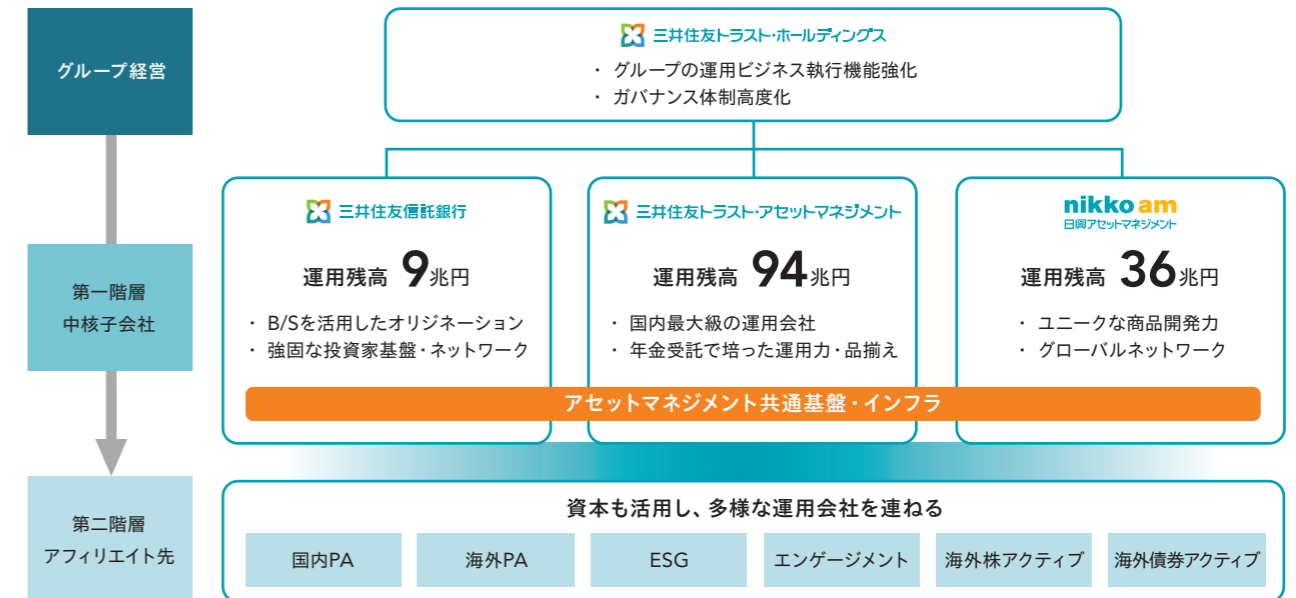 グループ経営
三井住友トラスト・ホールディングス
・ グループの運用ビジネス執行機能強化
・ ガバナンス体制高度化
第一階層
中核子会社
三井住友信託銀行
運用残高 9兆円
・ B/Sを活用したオリジネーション
・ 強固な投資家基盤・ネットワーク
三井住友トラスト・アセットマネジメント
運用残高 94兆円
・ 国内最大級の運用会社
・ 年金受託で培った運用力・品揃え
nikko am
日興アセットマネジメント
運用残高 36兆円
・ ユニークな商品開発力
・ グローバルネットワーク
アセットマネジメント共通基盤・インフラ
第二階層
アフィリエイト先
資本も活用し、多様な運用会社を連ねる
国内PA
海外PA
ESG
エンゲージメント
海外株アクティブ
海外債券アクティブ